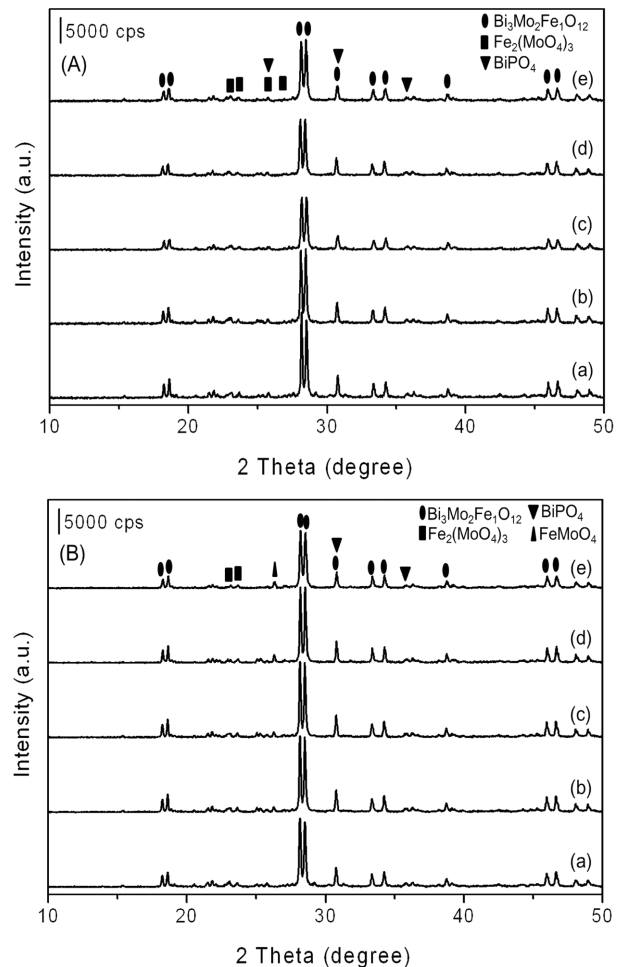 5000 cps
Bi₃Mo₂Fe₁O₁₂
(A)
Fe₂(MoO₄)₃
BiPO₄
(e)
(d)
(c)
(b)
(a)
Intensity (a.u.)
10 20 30 40 50
2 Theta (degree)
5000 cps
Bi₃Mo₂Fe₁O₁₂ BiPO₄
(B)
Fe₂(MoO₄)₃ FeMoO₄
(e)
(d)
(c)
(b)
(a)
Intensity (a.u.)
10 20 30 40 50
2 Theta (degree)